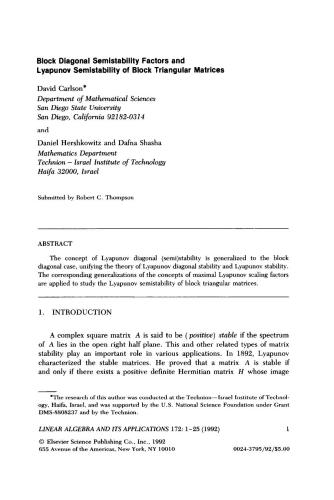 Block Diagonal Semistability Factors and
Lyapunov Semistability of Block Triangular Matrices
David Carlson*
Department of Mathematical Sciences
San Diego State University
San Diego, California 92182-0314
and
Daniel Hershkowitz and Dafna Shasha
Mathematics Department
Technion – Israel Institute of Technology
Haifa 32000, Israel
Submitted by Robert C. Thompson
ABSTRACT
The concept of Lyapunov diagonal (semi)stability is generalized to the block
diagonal case, unifying the theory of Lyapunov diagonal stability and Lyapunov stability.
The corresponding generalizations of the concepts of maximal Lyapunov scaling factors
are applied to study the Lyapunov semistability of block triangular matrices.
1. INTRODUCTION
A complex square matrix A is said to be (positive) stable if the spectrum
of A lies in the open right half plane. This and other related types of matrix
stability play an important role in various applications. In 1892, Lyapunov
characterized the stable matrices. He proved that a matrix A is stable if
and only if there exists a positive definite Hermitian matrix H whose image
*The research of this author was conducted at the Technion—Israel Institute of Technol-
ogy, Haifa, Israel, and was supported by the U.S. National Science Foundation under Grant
DMS-8808237 and by the Technion.
LINEAR ALGEBRA AND ITS APPLICATIONS 172:1–25 (1992) 1
© Elsevier Science Publishing Co., Inc., 1992
655 Avenue of the Americas, New York, NY 10010 0024-3795/92/$5.00